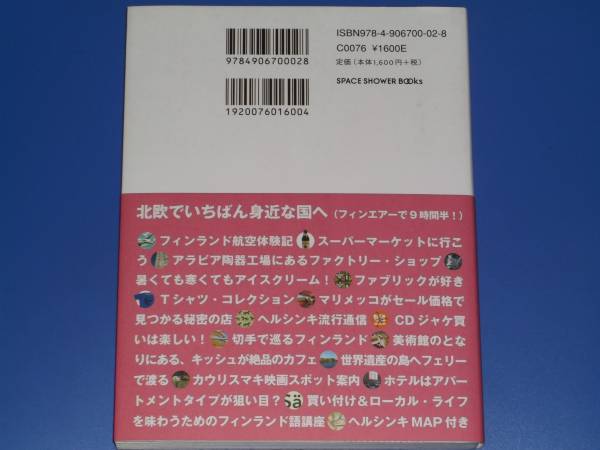 ISBN978-4-906700-02-8
C0076 ¥1600E
定価(本体1,600円+税)
SPACE SHOWER BOOks
9784906700028
1920076016004
北欧でいちばん身近な国へ(フィンエアーで9時間半!)
フィンランド航空体験記 スーパーマーケットに行こ
う アラビア陶器工場にあるファクトリー・ショップ
暑くても寒くてもアイスクリーム! ファブリックが好き
Tシャツ・コレクション マリメッコがセール価格で
見つかる秘密の店 ヘルシンキ流行通信 CDジャケ買
いは楽しい! 切手で巡るフィンランド 美術館のとな
りにある、キッシュが絶品のカフェ 世界遺産の島へフェリー
で渡る カウリスマキ映画スポット案内 ホテルはアパー
トメントタイプが狙い目? Sä 買い付け&ローカル・ライフ
を味わうためのフィンランド語講座 ヘルシンキMAP付き